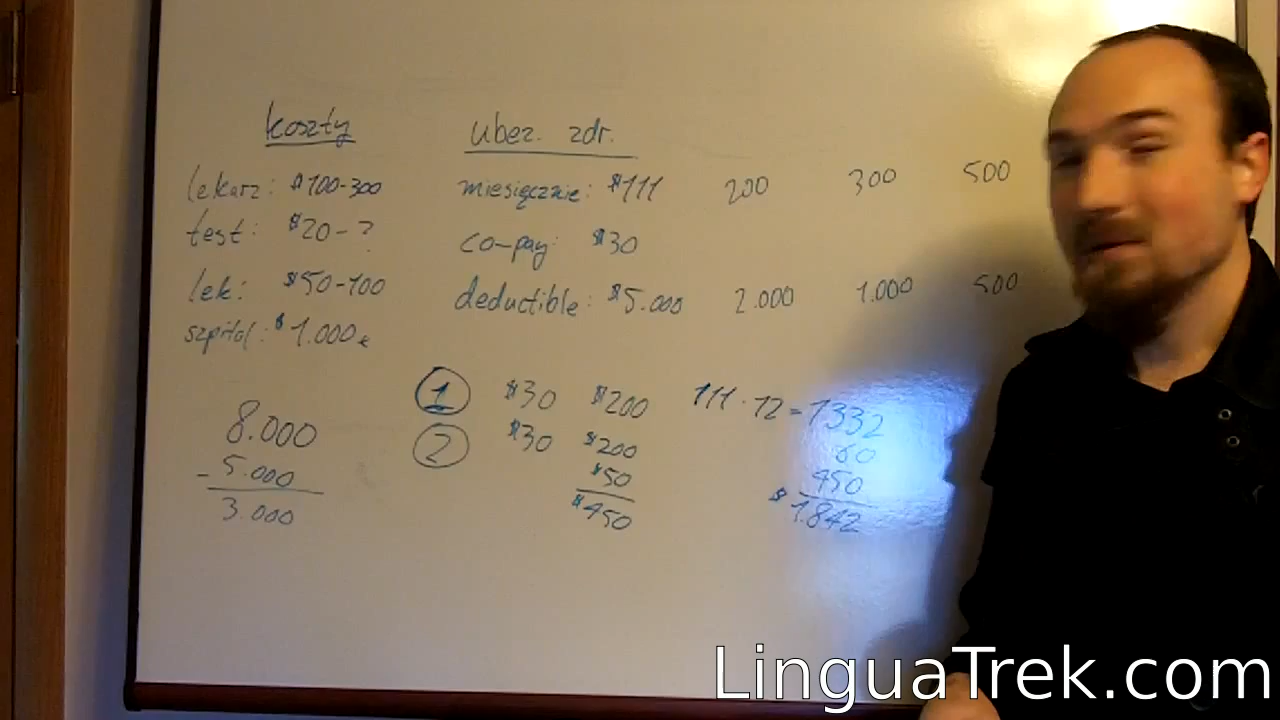 koszty
lekarz: $100-300
test: $20-?
lek: $50-100
szpital: $1.000
ubez. zdr.
miesięcznie: $111 200 300 500
co-pay: $30
deductible: $5.000 2.000 1.000 500
8.000
- 5.000
3.000
1 $30 $200
2 $30 $200
$50
$450
111 · 12 = 1332
60
450
$1.842
LinguaTrek.com